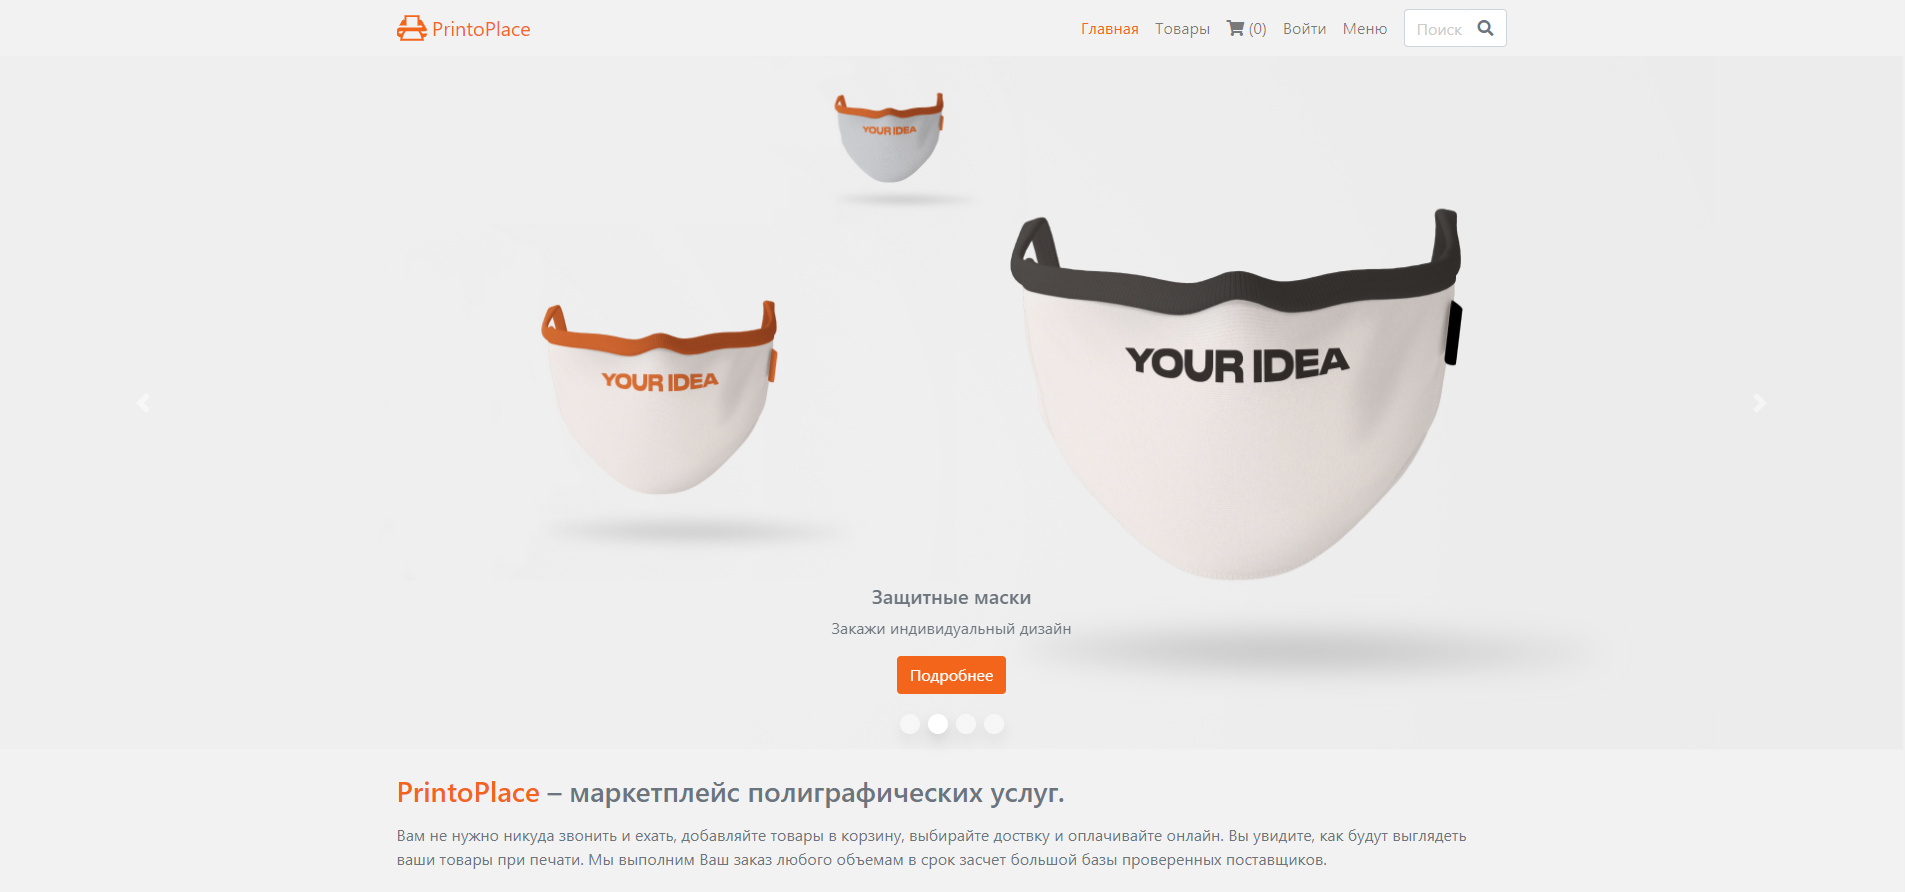 PrintoPlace
Главная Товары (0) Войти Меню Поиск
YOUR IDEA
YOUR IDEA
YOUR IDEA
Защитные маски
Закажи индивидуальный дизайн
Подробнее
PrintoPlace – маркетплейс полиграфических услуг.
Вам не нужно никуда звонить и ехать, добавляйте товары в корзину, выбирайте доствку и оплачивайте онлайн. Вы увидите, как будут выглядеть
ваши товары при печати. Мы выполним Ваш заказ любого объемам в срок засчет большой базы проверенных поставщиков.